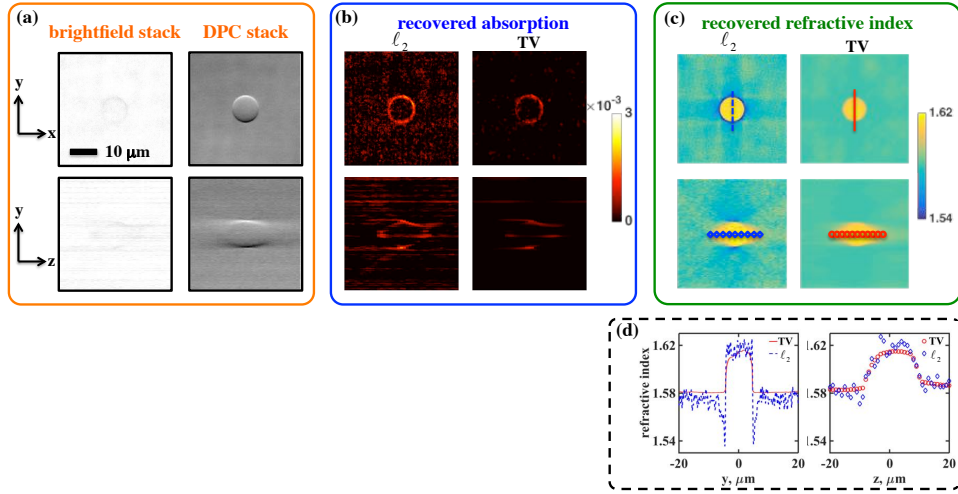 (a)
brightfield stack
DPC stack
y
x
10 μm
y
z
(b)
recovered absorption
ℓ2
TV
×10⁻³
3
0
(c)
recovered refractive index
ℓ2
TV
1.62
1.54
(d)
refractive index
1.62
1.58
1.54
-20
0
20
y, μm
TV
ℓ2
1.62
1.58
1.54
-20
0
20
z, μm
TV
ℓ2